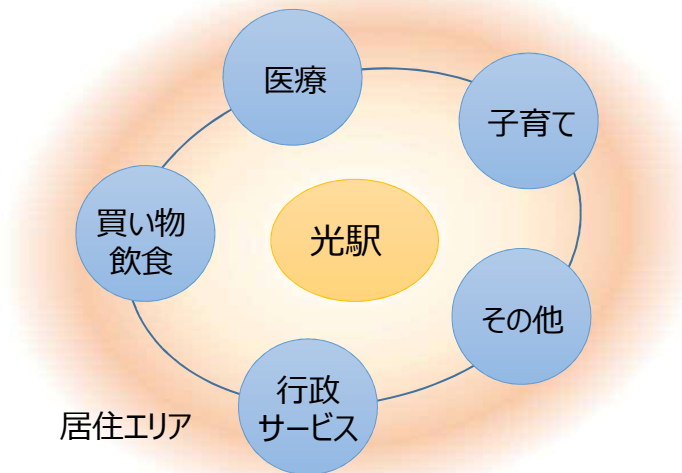 医療
子育て
買い物
飲食
光駅
その他
行政
サービス
居住エリア